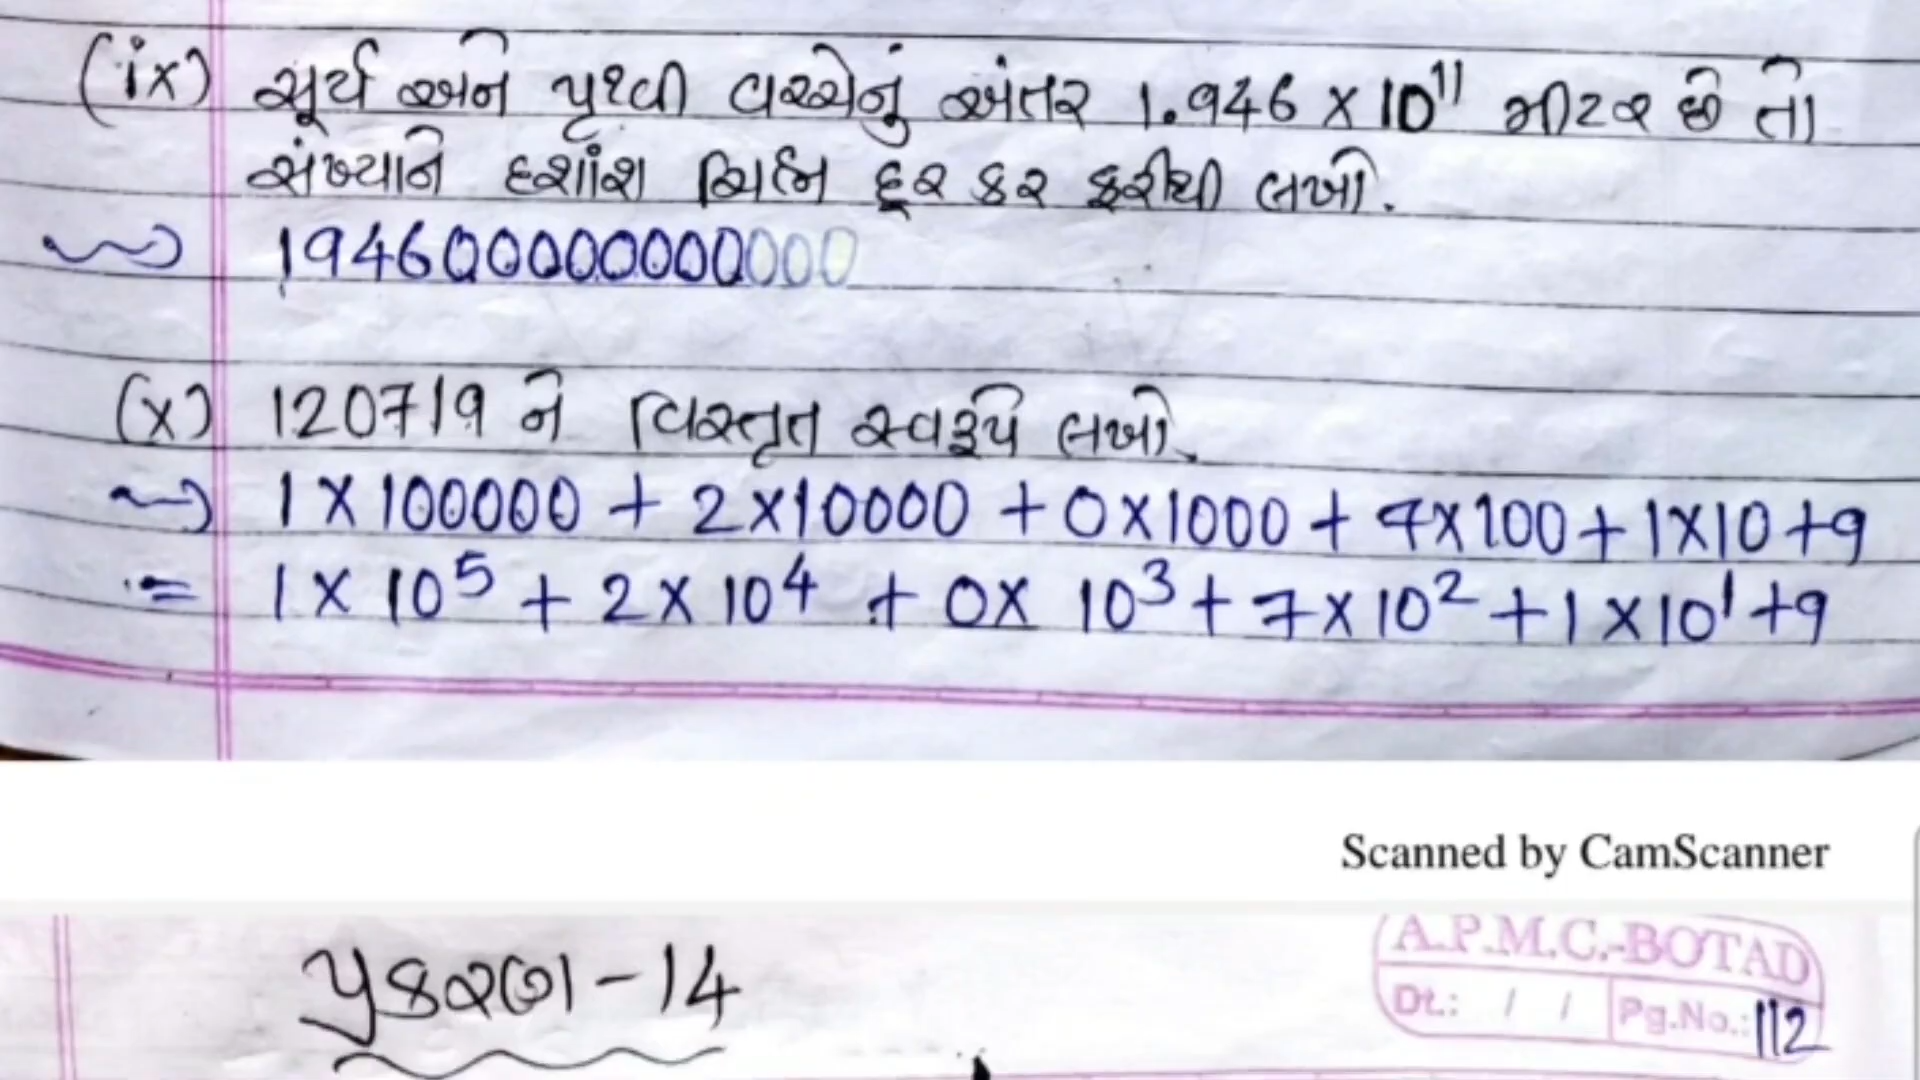 (ix) સૂર્ય અને પૃથ્વી વચ્ચેનું અંતર 1.946 × 10¹¹ મીટર છે તો
સંખ્યાને દશાંશ ચિહ્ન દૂર કર ફરીથી લખો.
194600000000000
(x) 120719 ને વિસ્તૃત સ્વરૂપે લખો.
1 × 100000 + 2 × 10000 + 0 × 1000 + 7 × 100 + 1 × 10 + 9
= 1 × 10⁵ + 2 × 10⁴ + 0 × 10³ + 7 × 10² + 1 × 10¹ + 9
Scanned by CamScanner
A.P.M.C.-BOTAD
પ્રકરણ - 14
Dt.: / / Pg.No.: 112